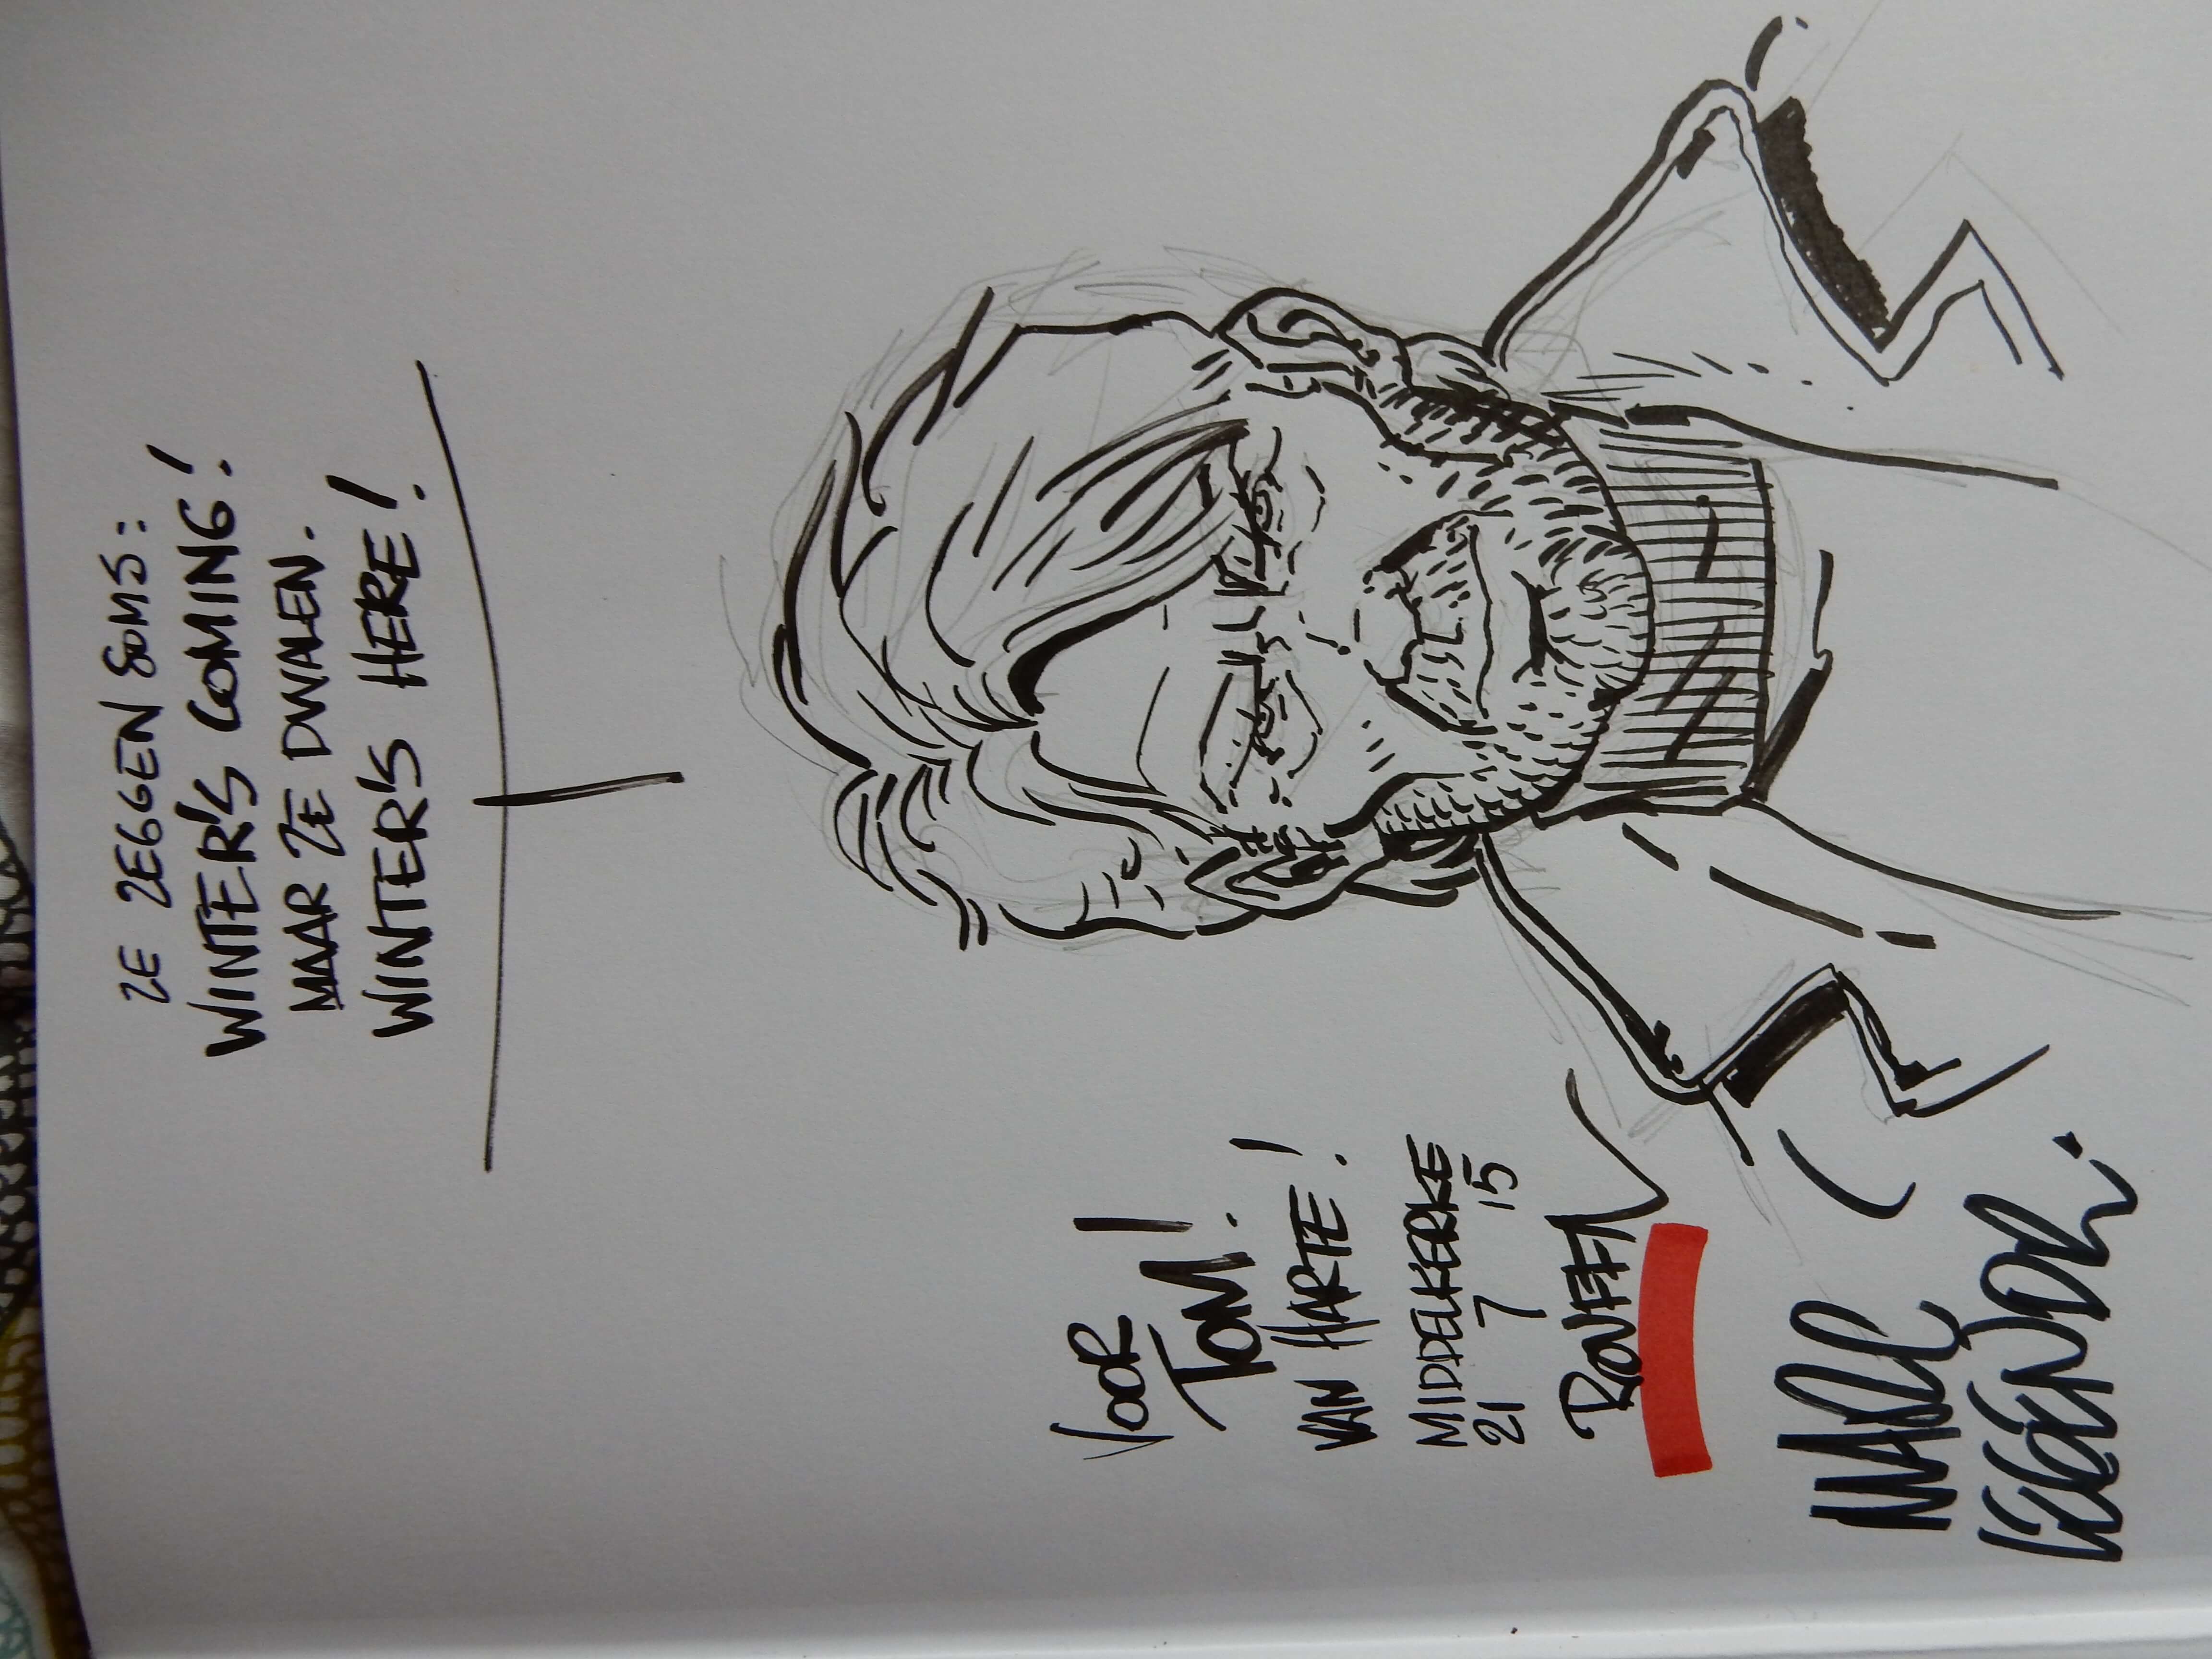 ZE ZEGGEN SOMS:
WINTER'S COMING!
MAAR ZE DWALEN.
WINTER'S HERE!
VOOR
TOM!
VAN HARTE!
MIDDELKERKE
21 7 15
MARC
LEGENDR.